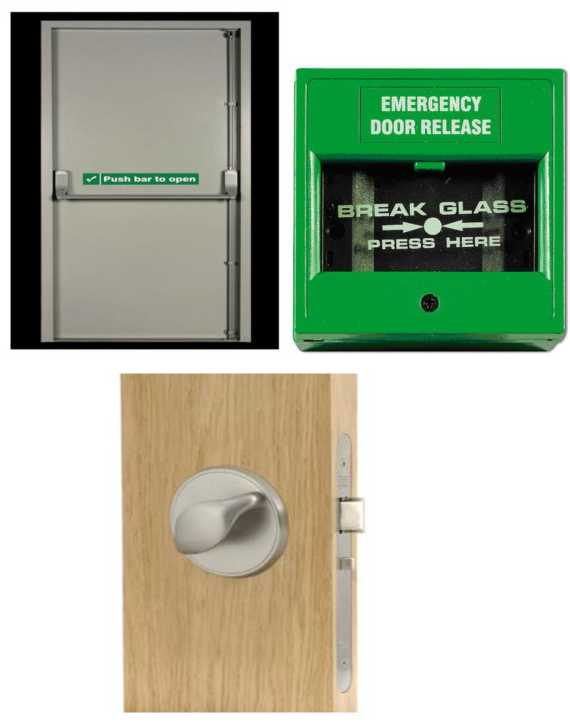 Push bar to open
EMERGENCY
DOOR RELEASE
BREAK GLASS
PRESS HERE